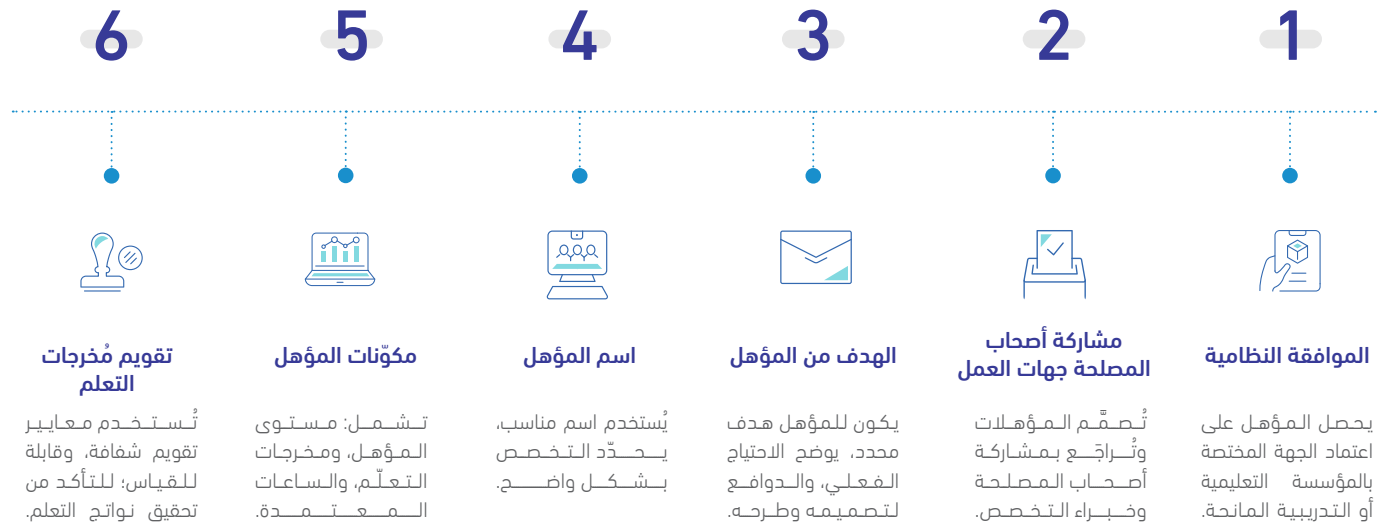 1
الموافقة النظامية
يحصل المؤهل على
اعتماد الجهة المختصة
بالمؤسسة التعليمية
أو التدريبية المانحة.
2
مشاركة أصحاب
المصلحة جهات العمل
تُصمَّم المؤهلات
وتُراجَع بمشاركة
أصحاب المصلحة
وخبراء التخصص.
3
الهدف من المؤهل
يكون للمؤهل هدف
محدد، يوضح الاحتياج
الفعلي، والدوافع
لتصميمه وطرحه.
4
اسم المؤهل
يُستخدم اسم مناسب،
يحدّد التخصص
بشكل واضح.
5
مكوّنات المؤهل
تشمل: مستوى
المؤهل، ومخرجات
التعلّم، والساعات
المعتمدة.
6
تقويم مُخرجات
التعلم
تُستخدم معايير
تقويم شفافة، وقابلة
للقياس؛ للتأكد من
تحقيق نواتج التعلم.